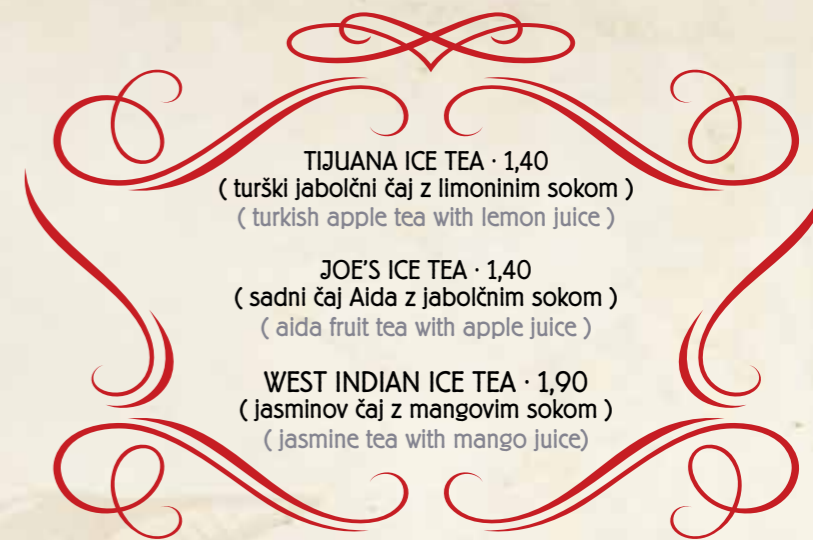 TIJUANA ICE TEA · 1,40
( turški jabolčni čaj z limoninim sokom )
( turkish apple tea with lemon juice )
JOE'S ICE TEA · 1,40
( sadni čaj Aida z jabolčnim sokom )
( aida fruit tea with apple juice )
WEST INDIAN ICE TEA · 1,90
( jasminov čaj z mangovim sokom )
( jasmine tea with mango juice)